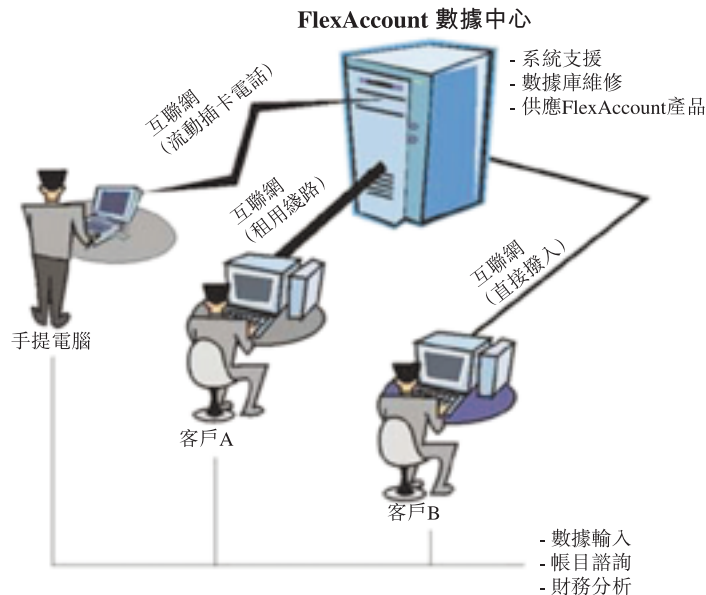 FlexAccount 數據中心
- 系統支援
- 數據庫維修
- 供應FlexAccount產品
互聯網
(流動插卡電話)
互聯網
(租用綫路)
互聯網
(直接撥入)
手提電腦
客戶A
客戶B
- 數據輸入
- 帳目諮詢
- 財務分析